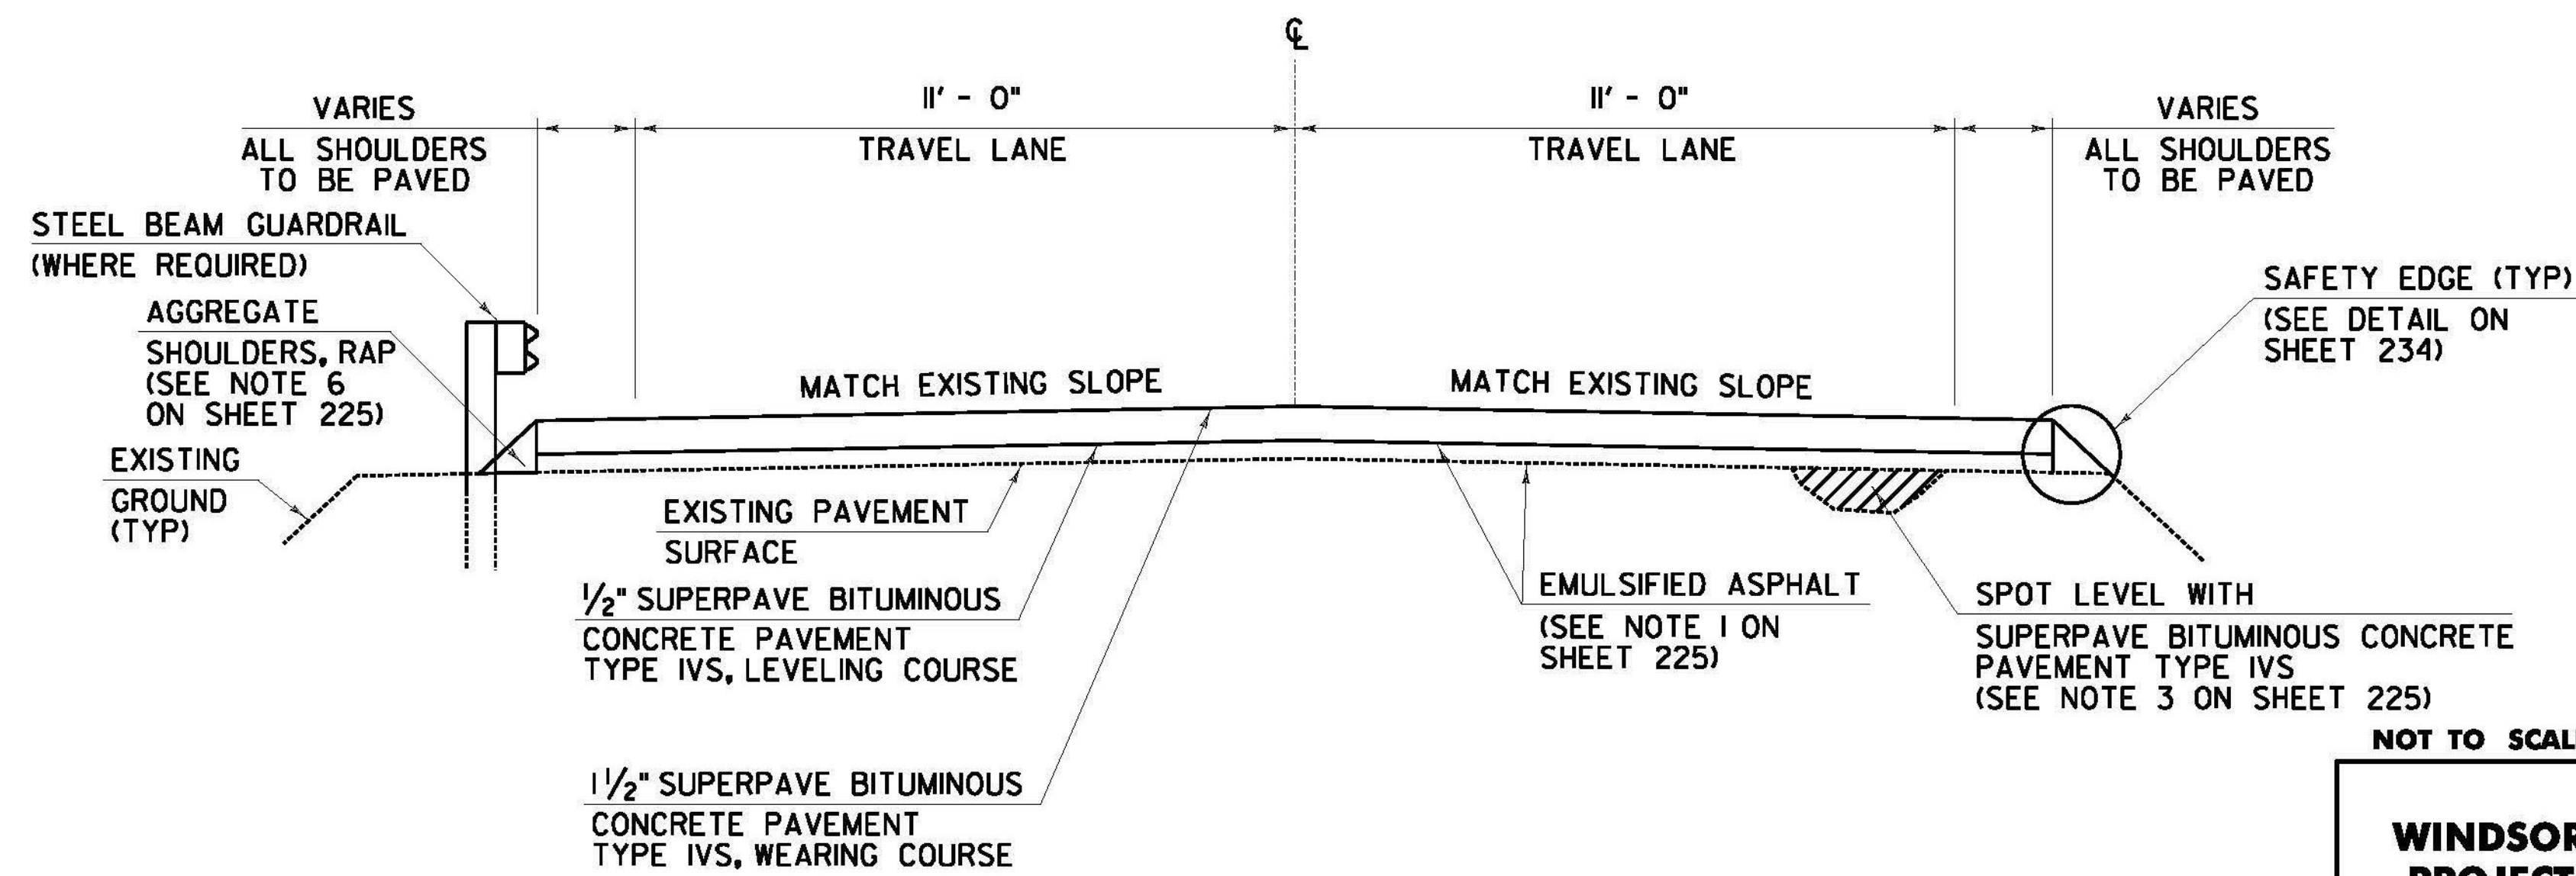 ℄
VARIES
ALL SHOULDERS
TO BE PAVED
11' - 0"
TRAVEL LANE
11' - 0"
TRAVEL LANE
VARIES
ALL SHOULDERS
TO BE PAVED
STEEL BEAM GUARDRAIL
(WHERE REQUIRED)
AGGREGATE
SHOULDERS, RAP
(SEE NOTE 6
ON SHEET 225)
EXISTING
GROUND
(TYP)
MATCH EXISTING SLOPE
MATCH EXISTING SLOPE
SAFETY EDGE (TYP)
(SEE DETAIL ON
SHEET 234)
EXISTING PAVEMENT
SURFACE
1/2" SUPERPAVE BITUMINOUS
CONCRETE PAVEMENT
TYPE IVS, LEVELING COURSE
1 1/2" SUPERPAVE BITUMINOUS
CONCRETE PAVEMENT
TYPE IVS, WEARING COURSE
EMULSIFIED ASPHALT
(SEE NOTE 1 ON
SHEET 225)
SPOT LEVEL WITH
SUPERPAVE BITUMINOUS CONCRETE
PAVEMENT TYPE IVS
(SEE NOTE 3 ON SHEET 225)
NOT TO SCAL
WINDSOR
PROJECT